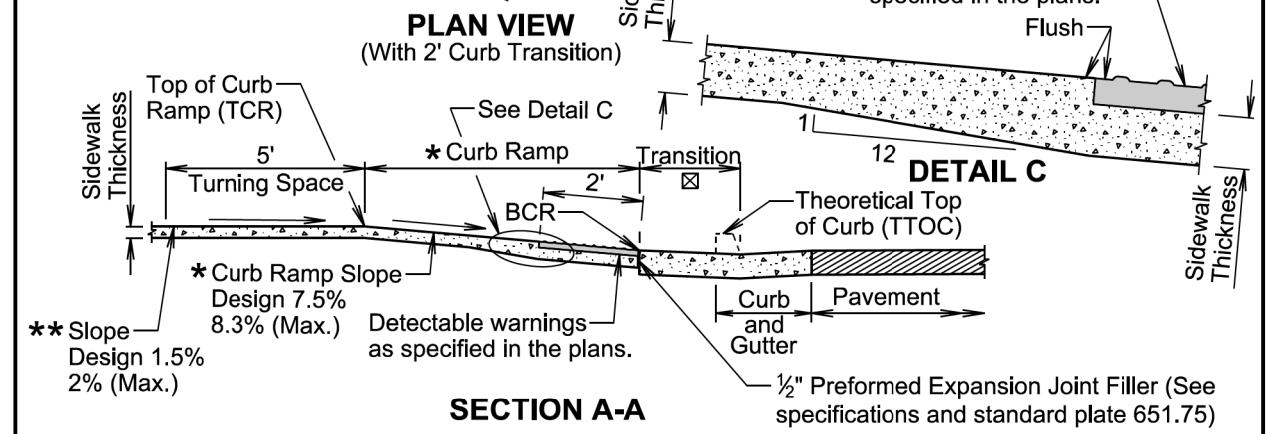 PLAN VIEW
(With 2' Curb Transition)
specified in the plans.
Flush
1
12
DETAIL C
Sidewalk
Thickness
Top of Curb
Ramp (TCR)
See Detail C
Sidewalk
Thickness
5'
* Curb Ramp
Transition
Turning Space
2'
BCR
Theoretical Top
of Curb (TTOC)
* Curb Ramp Slope
Design 7.5%
8.3% (Max.)
** Slope
Design 1.5%
2% (Max.)
Detectable warnings
as specified in the plans.
Curb
and
Gutter
Pavement
½" Preformed Expansion Joint Filler (See
specifications and standard plate 651.75)
SECTION A-A